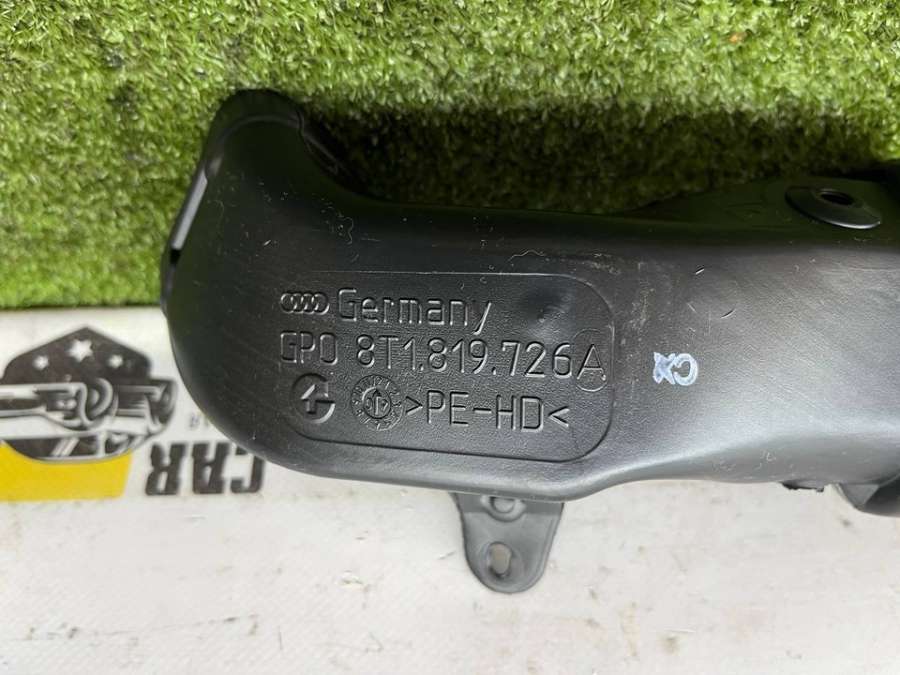 Germany
GPO 8T1.819.726A
>PE-HD<
CX
CAR